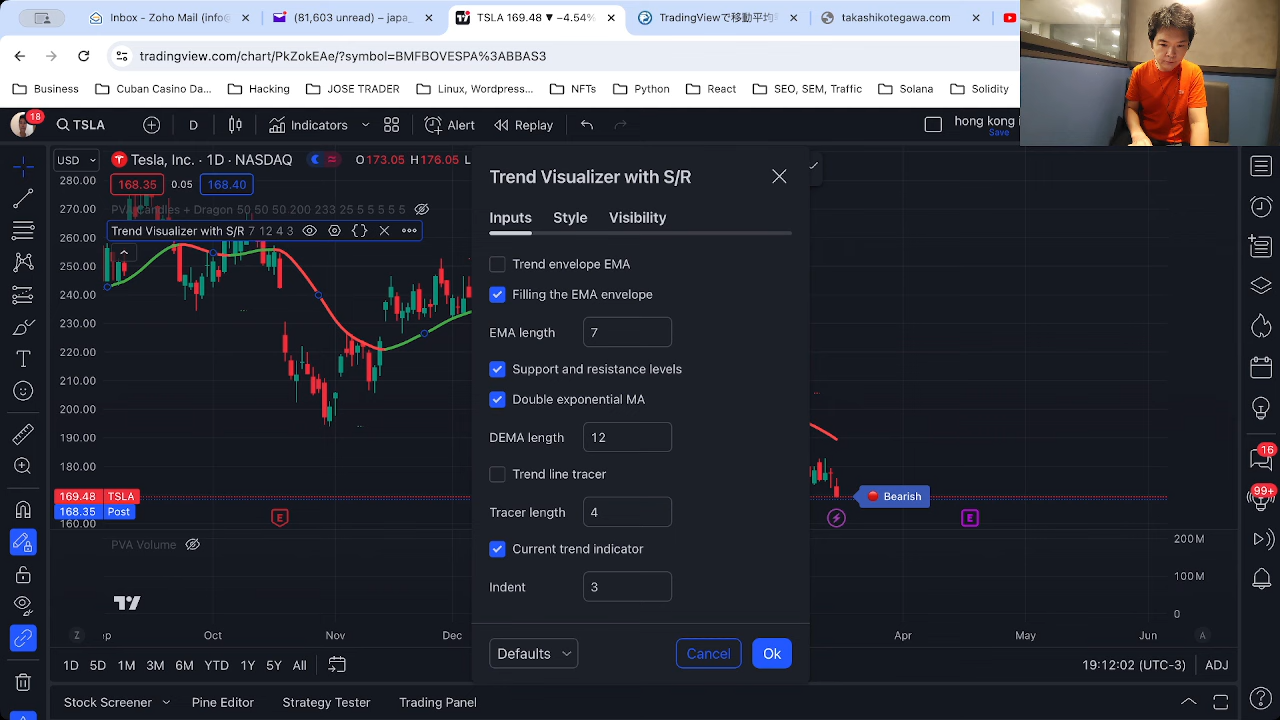 Inbox - Zoho Mail (info@
(81,603 unread) – japa_
TSLA 169.48 ▼ −4.54%
TradingViewで移動平均
takashikotegawa.com
tradingview.com/chart/PkZokEAe/?symbol=BMFBOVESPA%3ABBAS3
Business
Cuban Casino Da...
Hacking
JOSE TRADER
Linux, Wordpress...
NFTs
Python
React
SEO, SEM, Traffic
Solana
Solidity
18
TSLA
D
Indicators
Alert
Replay
hong kong i
Save
USD
Tesla, Inc. · 1D · NASDAQ
O173.05 H176.05 L
168.35 0.05 168.40
PVA Candles + Dragon 50 50 50 200 233 25 5 5 5 5 5
Trend Visualizer with S/R 7 12 4 3
280.00
270.00
260.00
250.00
240.00
230.00
220.00
210.00
200.00
190.00
180.00
169.48 TSLA
168.35 Post
160.00
E
PVA Volume
Trend Visualizer with S/R
Inputs Style Visibility
Trend envelope EMA
Filling the EMA envelope
EMA length 7
Support and resistance levels
Double exponential MA
DEMA length 12
Trend line tracer
Tracer length 4
Current trend indicator
Indent 3
Defaults
Cancel
Ok
Bearish
E
200M
100M
0
16
99+
Z
Oct
Nov
Dec
Apr
May
Jun
A
1D 5D 1M 3M 6M YTD 1Y 5Y All
19:12:02 (UTC-3)
ADJ
Stock Screener
Pine Editor
Strategy Tester
Trading Panel